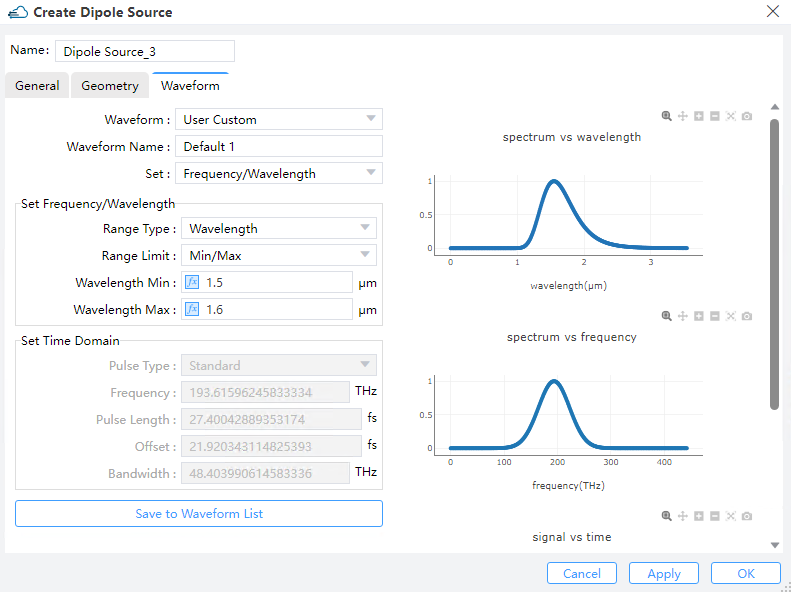 Create Dipole Source
Name: Dipole Source_3
General Geometry Waveform
Waveform : User Custom
Waveform Name : Default 1
Set : Frequency/Wavelength
Set Frequency/Wavelength
Range Type : Wavelength
Range Limit : Min/Max
Wavelength Min : fx 1.5 μm
Wavelength Max : fx 1.6 μm
Set Time Domain
Pulse Type : Standard
Frequency : 193.61596245833334 THz
Pulse Length : 27.40042889353174 fs
Offset : 21.920343114825393 fs
Bandwidth : 48.403990614583336 THz
Save to Waveform List
spectrum vs wavelength
1
0.5
0
0 1 2 3
wavelength(μm)
spectrum vs frequency
1
0.5
0
0 100 200 300 400
frequency(THz)
signal vs time
Cancel Apply OK